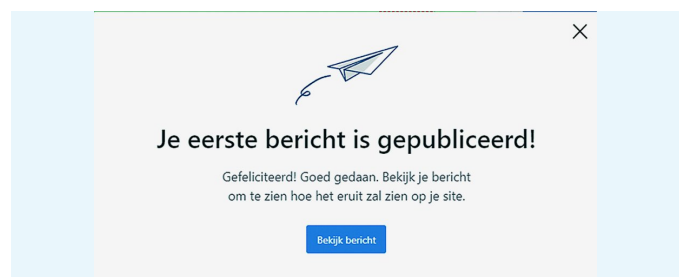 Je eerste bericht is gepubliceerd!
Gefeliciteerd! Goed gedaan. Bekijk je bericht
om te zien hoe het eruit zal zien op je site.
Bekijk bericht